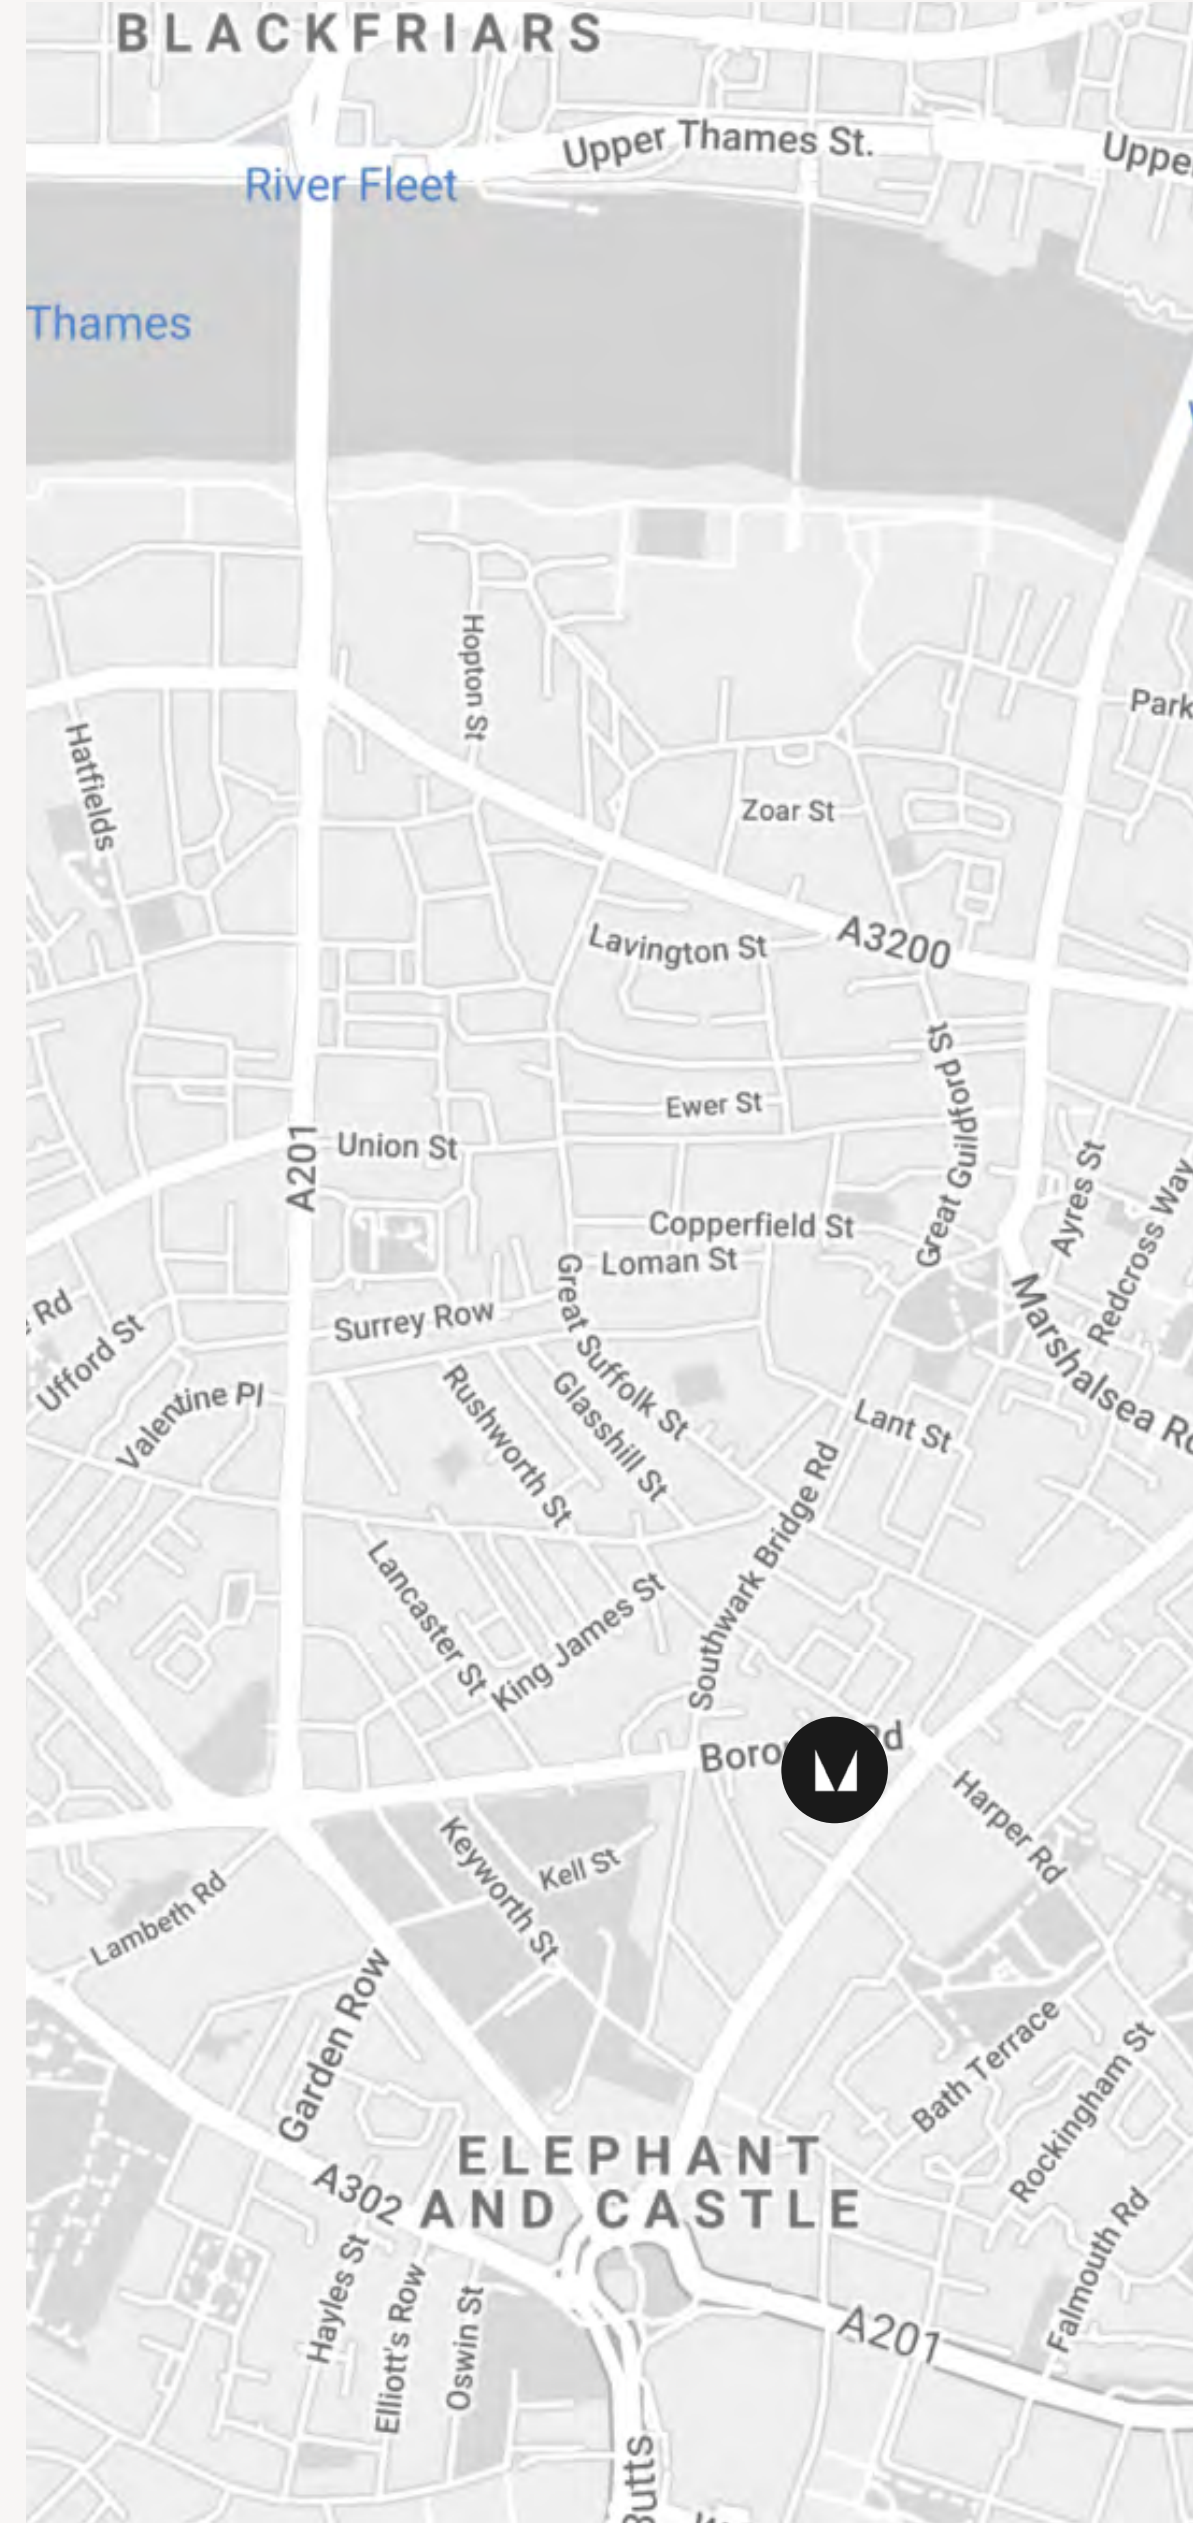 BLACKFRIARS
Upper Thames St.
Uppe
River Fleet
Thames
Hopton St
Park
Hatfields
Zoar St
A3200
Lavington St
Great Guildford St
Ewer St
A201
Union St
Ayres St
Redcross Way
Copperfield St
Loman St
Great Suffolk St
Rd
Surrey Row
Ufford St
Marshalsea R
Valentine Pl
Rushworth St
Glasshill St
Lant St
Southwark Bridge Rd
Lancaster St
King James St
Boro
Rd
M
Harper Rd
Keyworth St
Kell St
Lambeth Rd
Garden Row
Bath Terrace
Rockingham St
ELEPHANT
AND CASTLE
A302
Falmouth Rd
Hayles St
Elliott's Row
Oswin St
A201
Butts